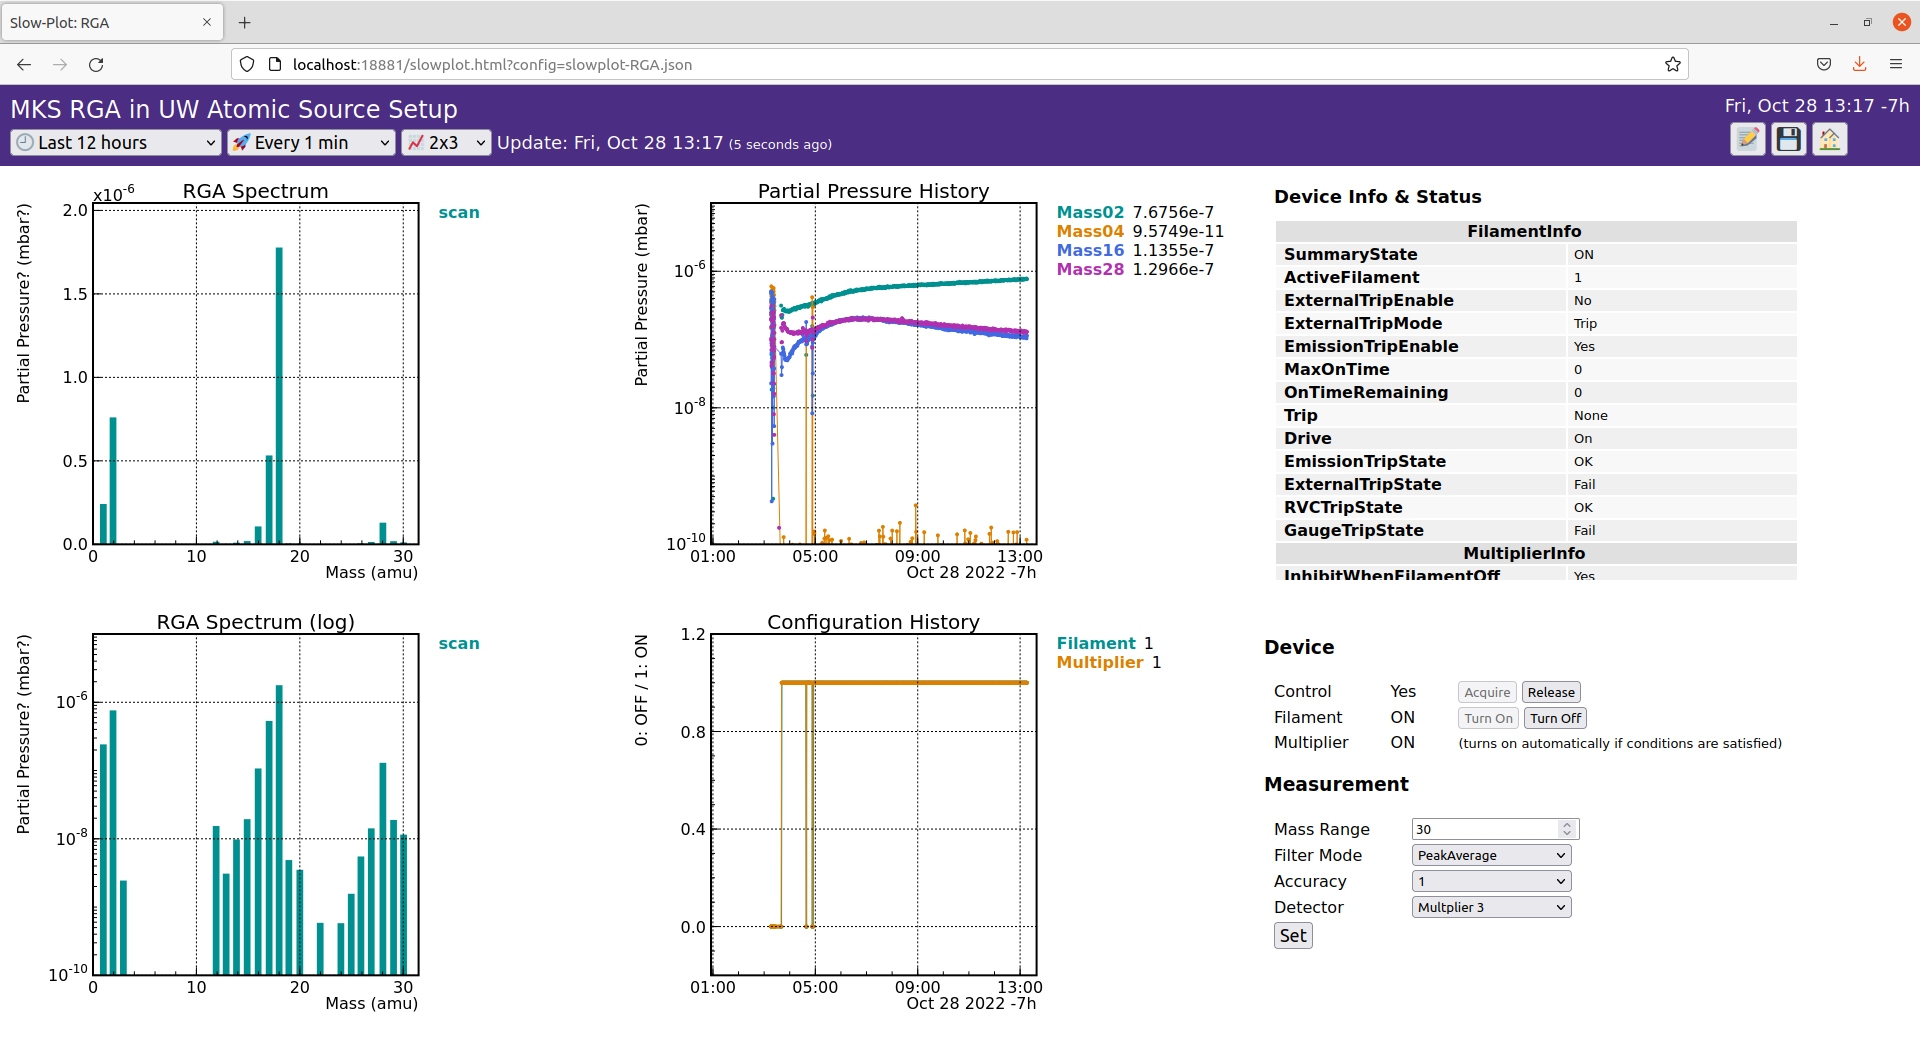 Slow-Plot: RGA
localhost:18881/slowplot.html?config=slowplot-RGA.json
MKS RGA in UW Atomic Source Setup
Fri, Oct 28 13:17 -7h
Last 12 hours
Every 1 min
2x3
Update: Fri, Oct 28 13:17 (5 seconds ago)
RGA Spectrum
x10-6
Partial Pressure? (mbar?)
2.0
1.5
1.0
0.5
0.0
0 10 20 30
Mass (amu)
scan
Partial Pressure History
Partial Pressure (mbar)
10-6
10-8
10-10
01:00 05:00 09:00 13:00
Oct 28 2022 -7h
Mass02 7.6756e-7
Mass04 9.5749e-11
Mass16 1.1355e-7
Mass28 1.2966e-7
Device Info & Status
FilamentInfo
SummaryState ON
ActiveFilament 1
ExternalTripEnable No
ExternalTripMode Trip
EmissionTripEnable Yes
MaxOnTime 0
OnTimeRemaining 0
Trip None
Drive On
EmissionTripState OK
ExternalTripState Fail
RVCTripState OK
GaugeTripState Fail
MultiplierInfo
InhibitWhenFilamentOff Yes
RGA Spectrum (log)
Partial Pressure? (mbar?)
10-6
10-8
10-10
0 10 20 30
Mass (amu)
scan
Configuration History
0: OFF / 1: ON
1.2
0.8
0.4
0.0
01:00 05:00 09:00 13:00
Oct 28 2022 -7h
Filament 1
Multiplier 1
Device
Control Yes Acquire Release
Filament ON Turn On Turn Off
Multiplier ON (turns on automatically if conditions are satisfied)
Measurement
Mass Range 30
Filter Mode PeakAverage
Accuracy 1
Detector Multplier 3
Set